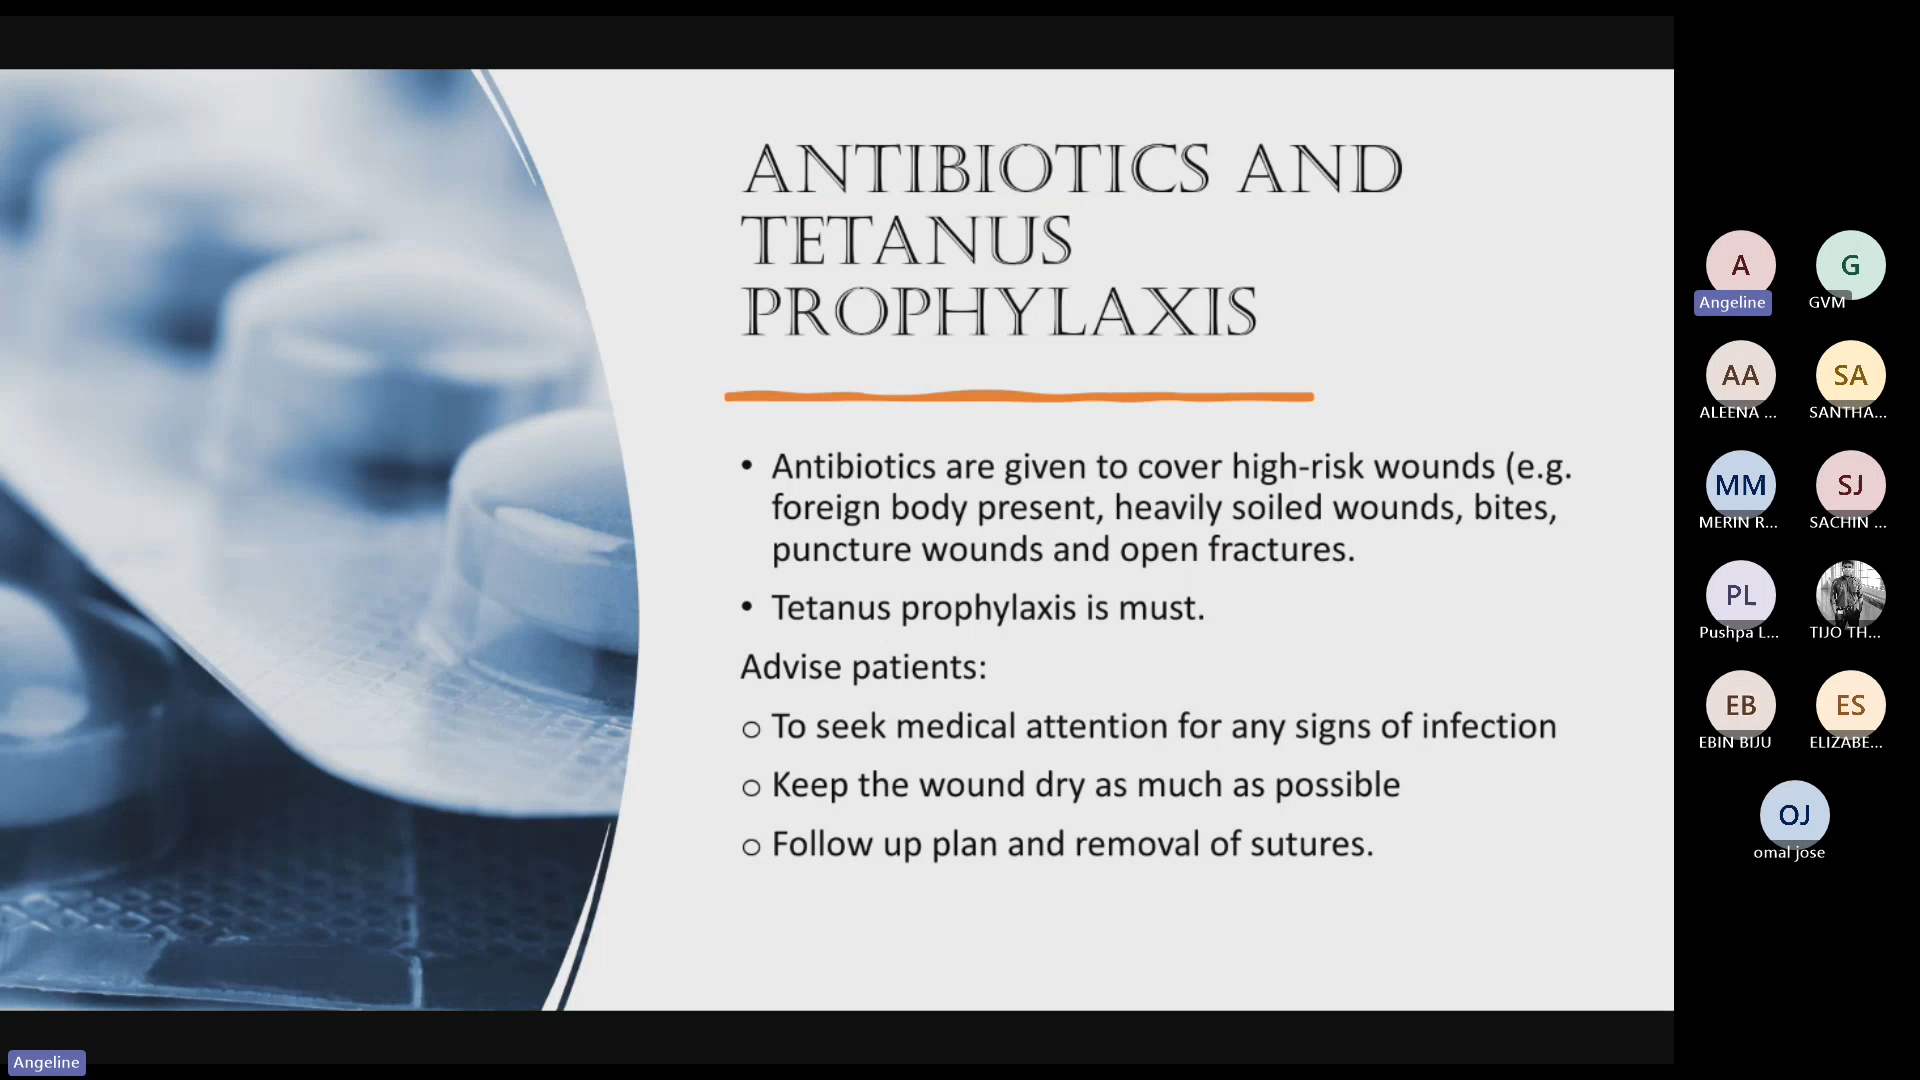 ANTIBIOTICS AND
TETANUS
PROPHYLAXIS
• Antibiotics are given to cover high-risk wounds (e.g.
foreign body present, heavily soiled wounds, bites,
puncture wounds and open fractures.
• Tetanus prophylaxis is must.
Advise patients:
o To seek medical attention for any signs of infection
o Keep the wound dry as much as possible
o Follow up plan and removal of sutures.
A
Angeline
G
GVM
AA
ALEENA ...
SA
SANTHA...
MM
MERIN R...
SJ
SACHIN ...
PL
Pushpa L...
TIJO TH...
EB
EBIN BIJU
ES
ELIZABE...
OJ
omal jose
Angeline